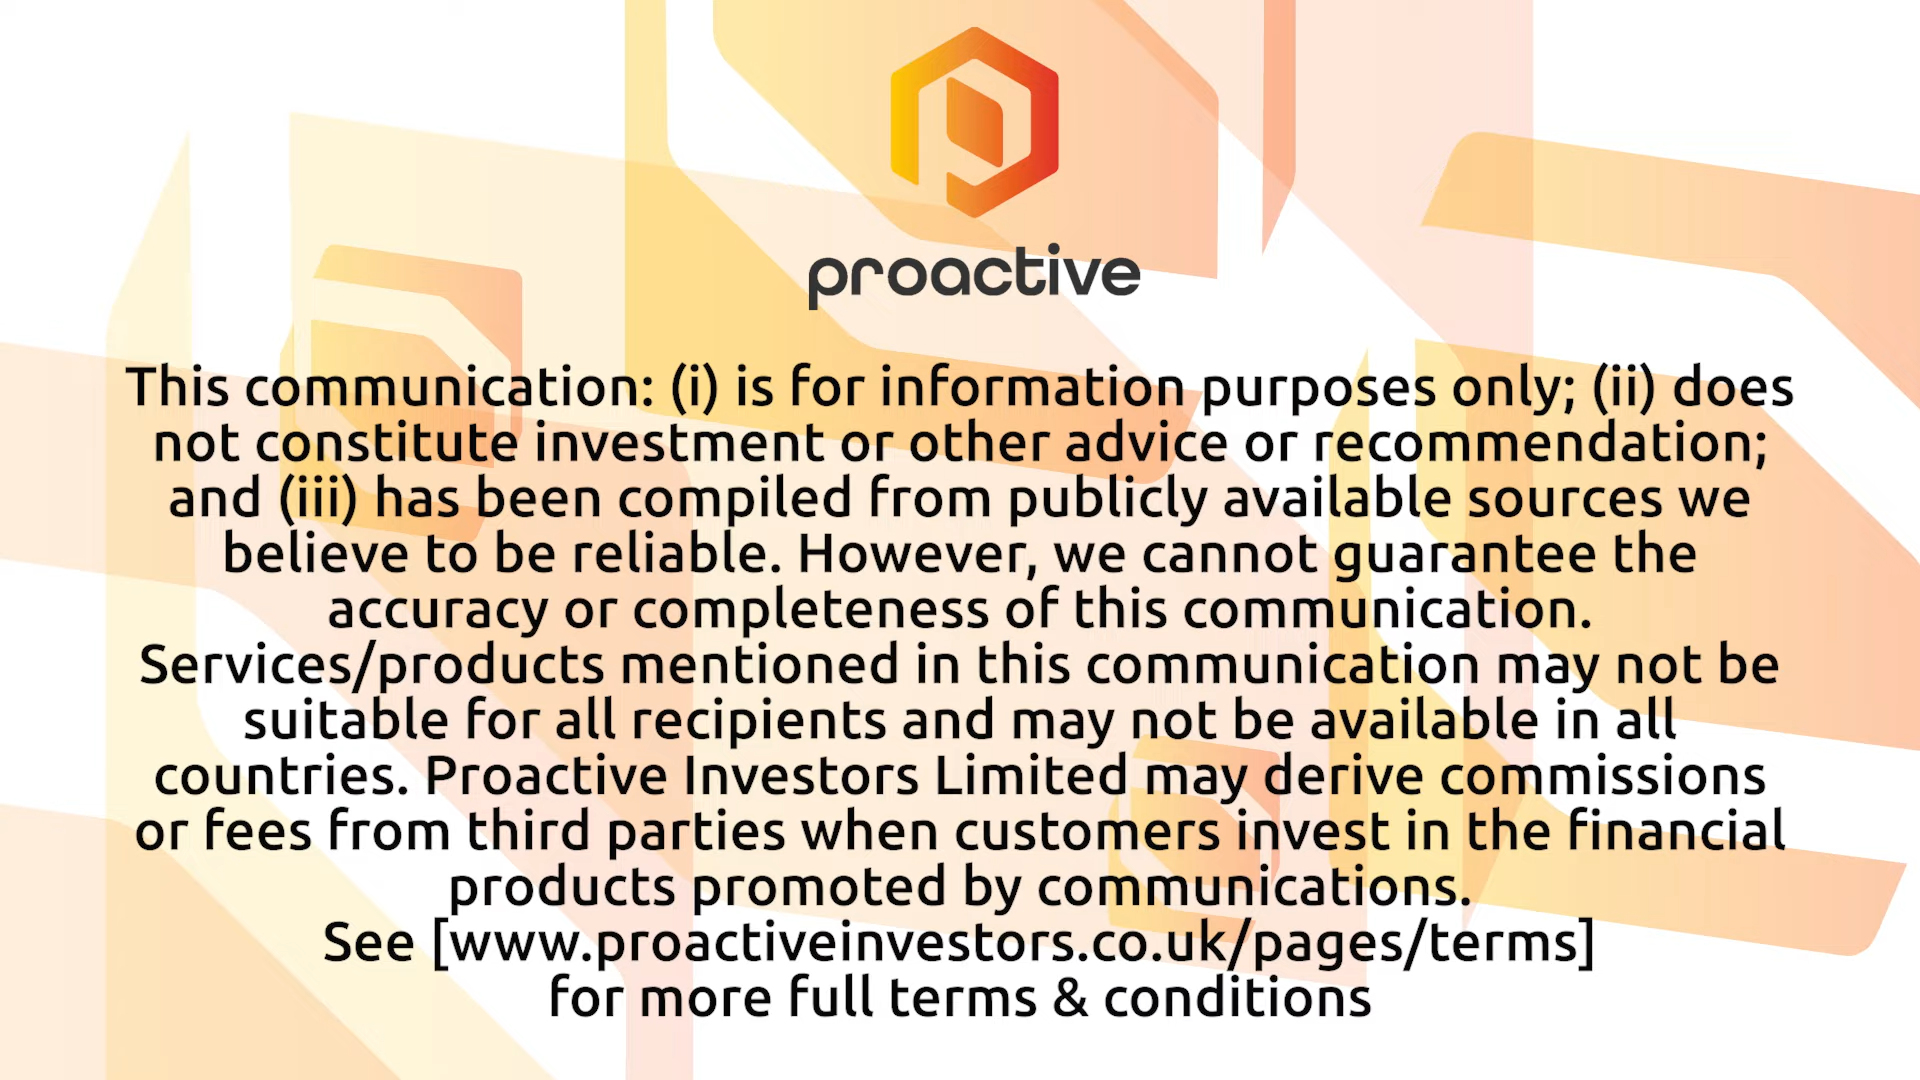 proactive
This communication: (i) is for information purposes only; (ii) does
not constitute investment or other advice or recommendation;
and (iii) has been compiled from publicly available sources we
believe to be reliable. However, we cannot guarantee the
accuracy or completeness of this communication.
Services/products mentioned in this communication may not be
suitable for all recipients and may not be available in all
countries. Proactive Investors Limited may derive commissions
or fees from third parties when customers invest in the financial
products promoted by communications.
See [www.proactiveinvestors.co.uk/pages/terms]
for more full terms & conditions